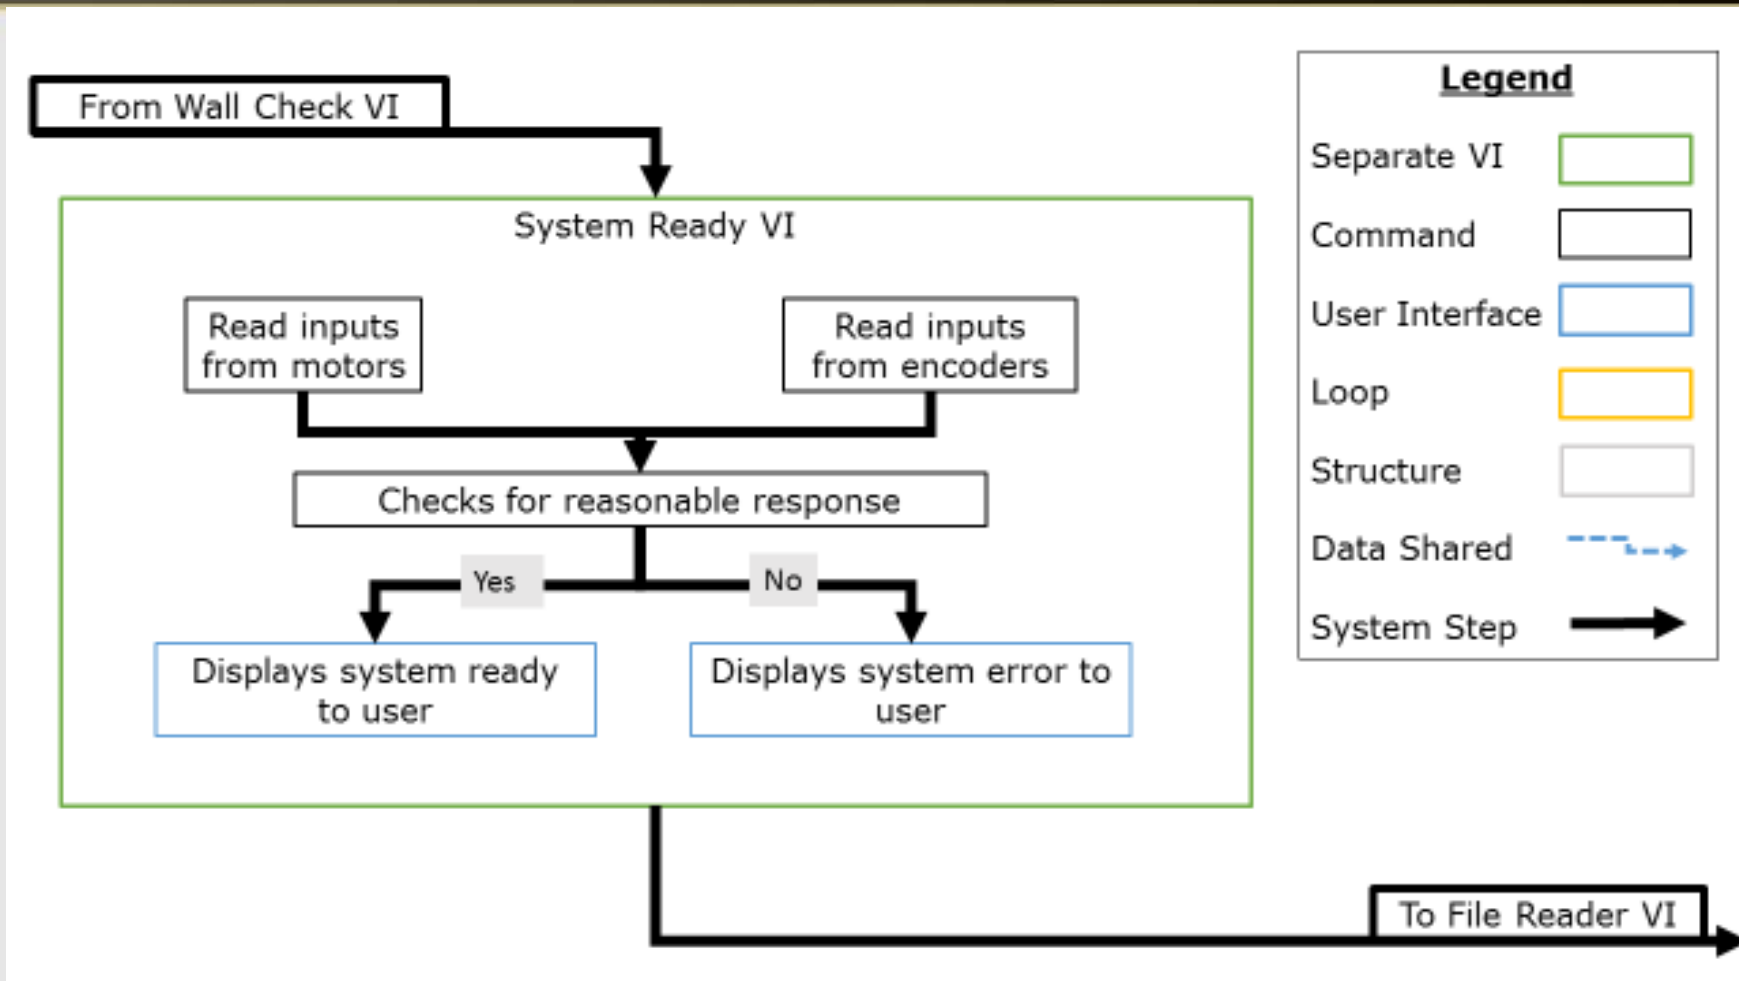 From Wall Check VI
System Ready VI
Read inputs
from motors
Read inputs
from encoders
Checks for reasonable response
Yes
No
Displays system ready
to user
Displays system error to
user
To File Reader VI
Legend
Separate VI
Command
User Interface
Loop
Structure
Data Shared
System Step